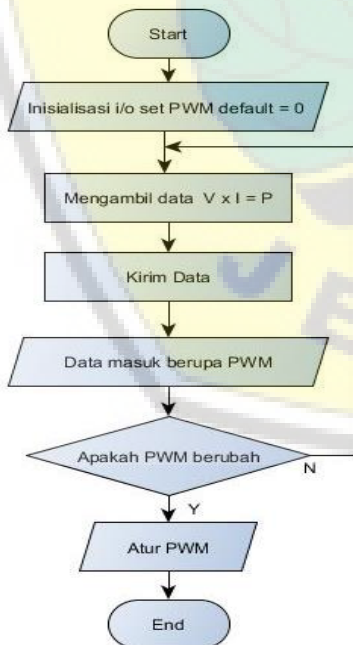 Start
Inisialisasi i/o set PWM default = 0
Mengambil data V x I = P
Kirim Data
Data masuk berupa PWM
Apakah PWM berubah
N
Y
Atur PWM
End